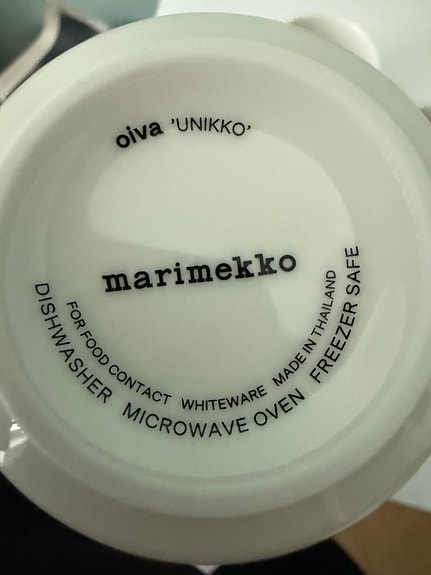 oiva 'UNIKKO'
marimekko
FOR FOOD CONTACT WHITEWARE MADE IN THAILAND
DISHWASHER MICROWAVE OVEN FREEZER SAFE